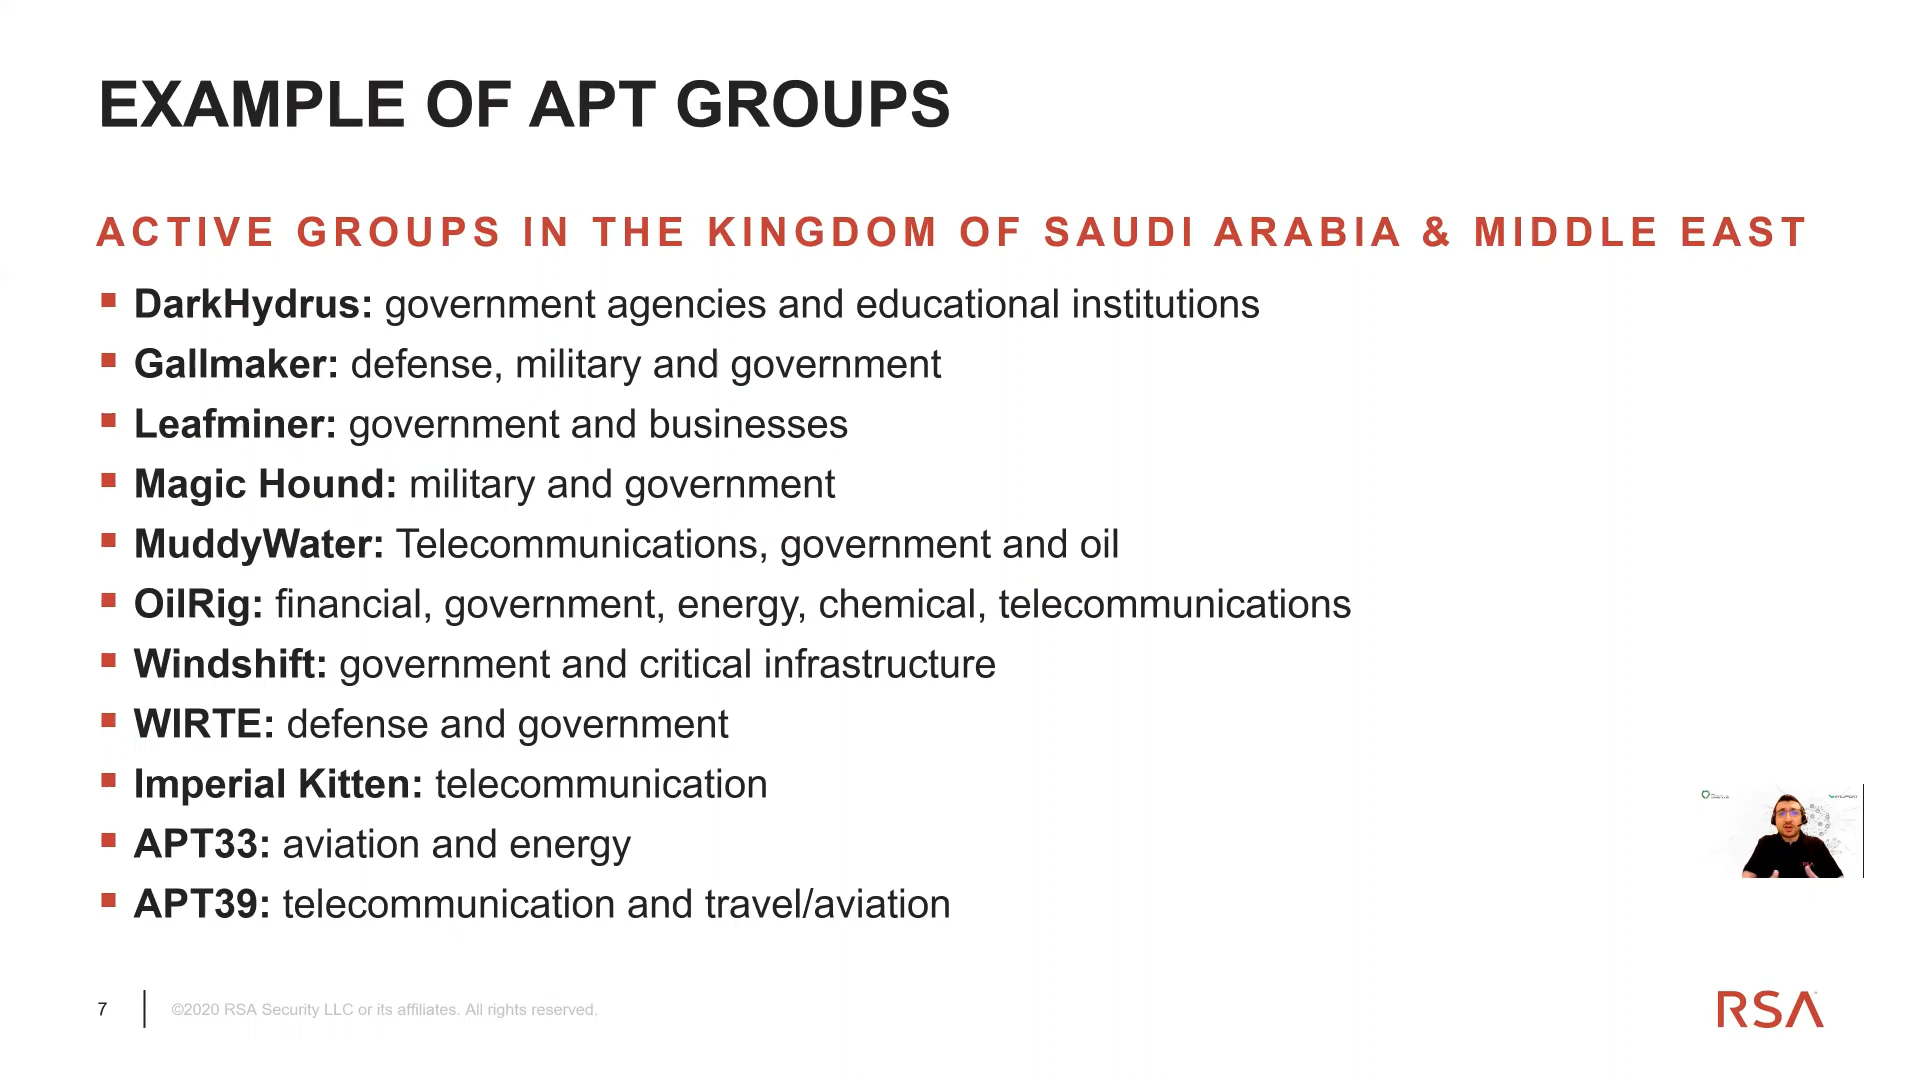 EXAMPLE OF APT GROUPS
ACTIVE GROUPS IN THE KINGDOM OF SAUDI ARABIA & MIDDLE EAST
▪ DarkHydrus: government agencies and educational institutions
▪ Gallmaker: defense, military and government
▪ Leafminer: government and businesses
▪ Magic Hound: military and government
▪ MuddyWater: Telecommunications, government and oil
▪ OilRig: financial, government, energy, chemical, telecommunications
▪ Windshift: government and critical infrastructure
▪ WIRTE: defense and government
▪ Imperial Kitten: telecommunication
▪ APT33: aviation and energy
▪ APT39: telecommunication and travel/aviation
7
©2020 RSA Security LLC or its affiliates. All rights reserved.
RSA